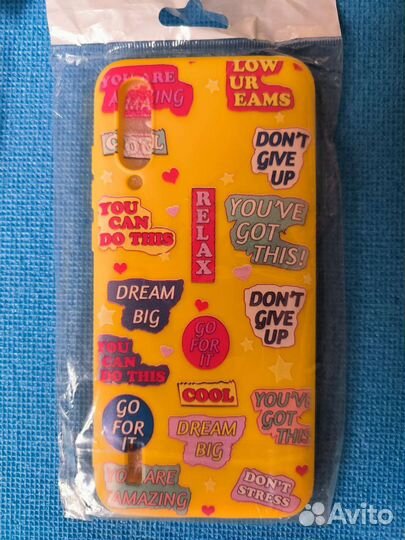 YOU ARE
AMAZING
LOW
UR
EAMS
COOL
DON'T
GIVE
UP
YOU
CAN
DO THIS
RELAX
YOU'VE
GOT
THIS!
DREAM
BIG
GO
FOR
IT
DON'T
GIVE
UP
YOU
CAN
DO THIS
COOL
YOU'VE
GOT
THIS
GO
FOR
IT
DREAM
BIG
YOU ARE
AMAZING
DON'T
STRESS
Avito